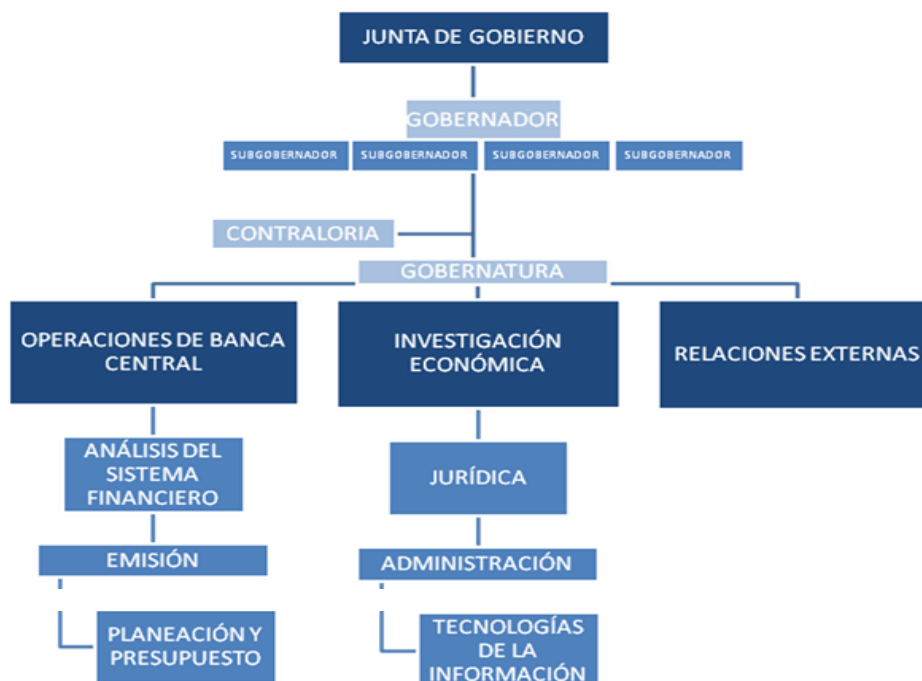 JUNTA DE GOBIERNO
GOBERNADOR
SUBGOBERNADOR SUBGOBERNADOR SUBGOBERNADOR SUBGOBERNADOR
CONTRALORIA
GOBERNATURA
OPERACIONES DE BANCA
CENTRAL
INVESTIGACIÓN
ECONÓMICA
RELACIONES EXTERNAS
ANÁLISIS DEL
SISTEMA
FINANCIERO
JURÍDICA
EMISIÓN
ADMINISTRACIÓN
PLANEACIÓN Y
PRESUPUESTO
TECNOLOGÍAS
DE LA
INFORMACIÓN